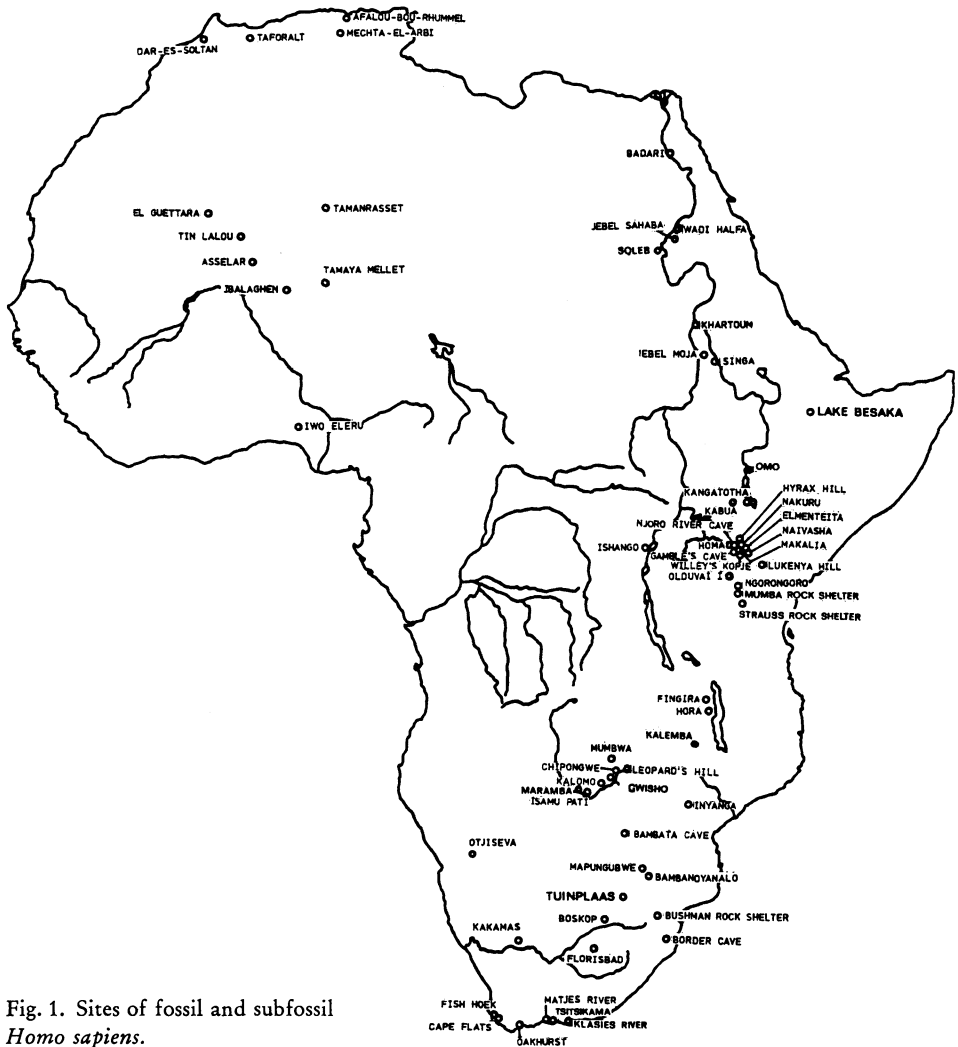 AFALOU-BOU-RHUMMEL
DAR-ES-SOLTAN
TAFORALT
MECHTA-EL-ARBI
BADARI
EL GUETTARA
TAMANRASSET
TIN LALOU
JEBEL SAHABA
WADI HALFA
SOLEB
ASSELAR
TAMAYA MELLET
IBALAGHEN
KHARTOUM
JEBEL MOJA
SINGA
LAKE BESAKA
IWO ELERU
OMO
KANGATOTHA
HYRAX HILL
KABUA
NAKURU
NJORO RIVER CAVE
ELMENTEITA
HOMA
NAIVASHA
ISHANGO
GAMBLE'S CAVE
MAKALIA
WILLEY'S KOPJE
LUKENYA HILL
OLDUVAI I
NGORONGORO
MUMBA ROCK SHELTER
STRAUSS ROCK SHELTER
FINGIRA
HORA
KALEMBA
MUMBWA
CHIPONGWE
LEOPARD'S HILL
KALOMO
GWISHO
MARAMBA
ISAMU PATI
INYANGA
BAMBATA CAVE
OTJISEVA
MAPUNGUBWE
BAMBANDYANALO
TUINPLAAS
BOSKOP
BUSHMAN ROCK SHELTER
KAKAMAS
BORDER CAVE
FLORISBAD
FISH HOEK
MATJES RIVER
TSITSIKAMA
CAPE FLATS
KLASIES RIVER
OAKHURST
Fig. 1. Sites of fossil and subfossil
Homo sapiens.